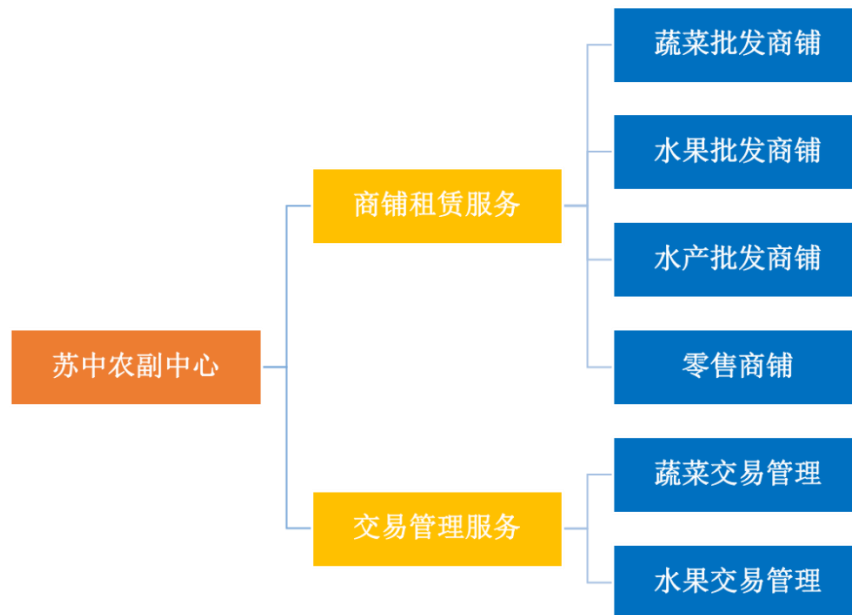 蔬菜批发商铺
水果批发商铺
商铺租赁服务
水产批发商铺
苏中农副中心
零售商铺
蔬菜交易管理
交易管理服务
水果交易管理